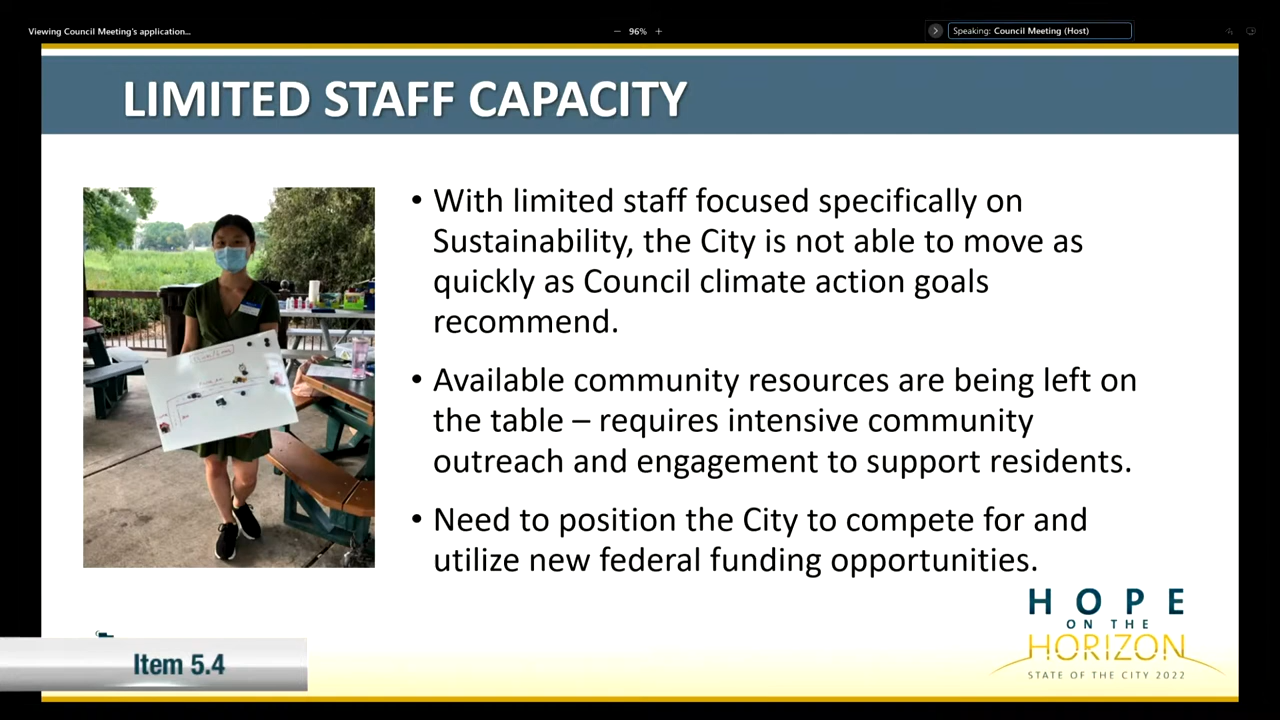 Viewing Council Meeting's application...
− 96% +
Speaking: Council Meeting (Host)
LIMITED STAFF CAPACITY
• With limited staff focused specifically on
Sustainability, the City is not able to move as
quickly as Council climate action goals
recommend.
• Available community resources are being left on
the table – requires intensive community
outreach and engagement to support residents.
• Need to position the City to compete for and
utilize new federal funding opportunities.
HOPE
ON THE
HORIZON
STATE OF THE CITY 2022
Item 5.4